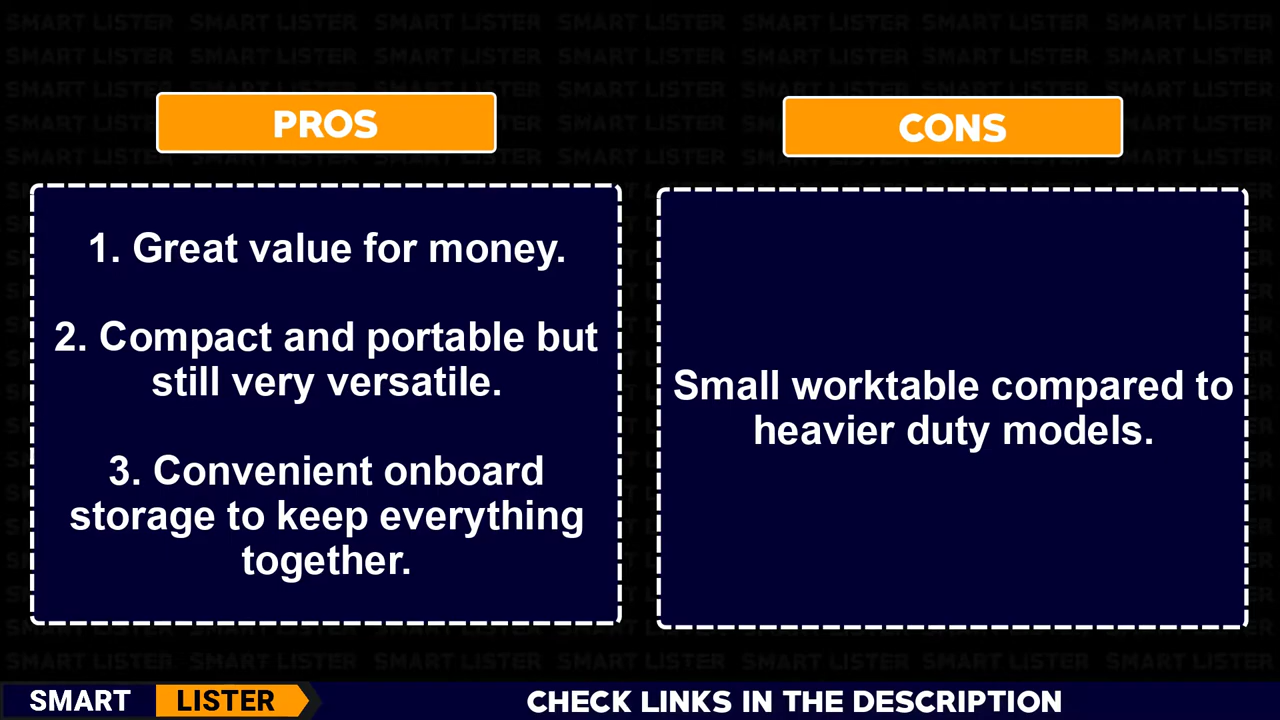 PROS
1. Great value for money.
2. Compact and portable but
still very versatile.
3. Convenient onboard
storage to keep everything
together.
CONS
Small worktable compared to
heavier duty models.
SMART LISTER
CHECK LINKS IN THE DESCRIPTION